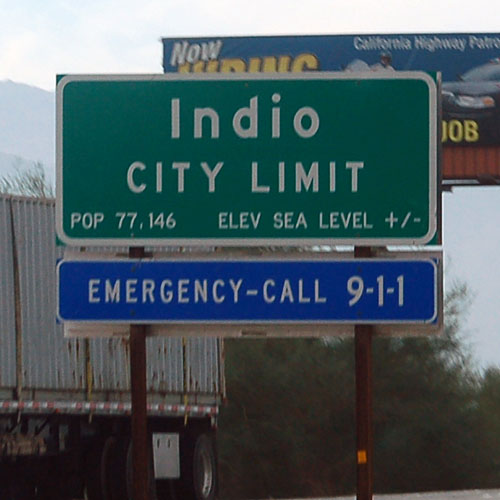 Now
HIRING
California Highway Patrol
JOB
Indio
CITY LIMIT
POP 77,146 ELEV SEA LEVEL +/-
EMERGENCY-CALL 9-1-1